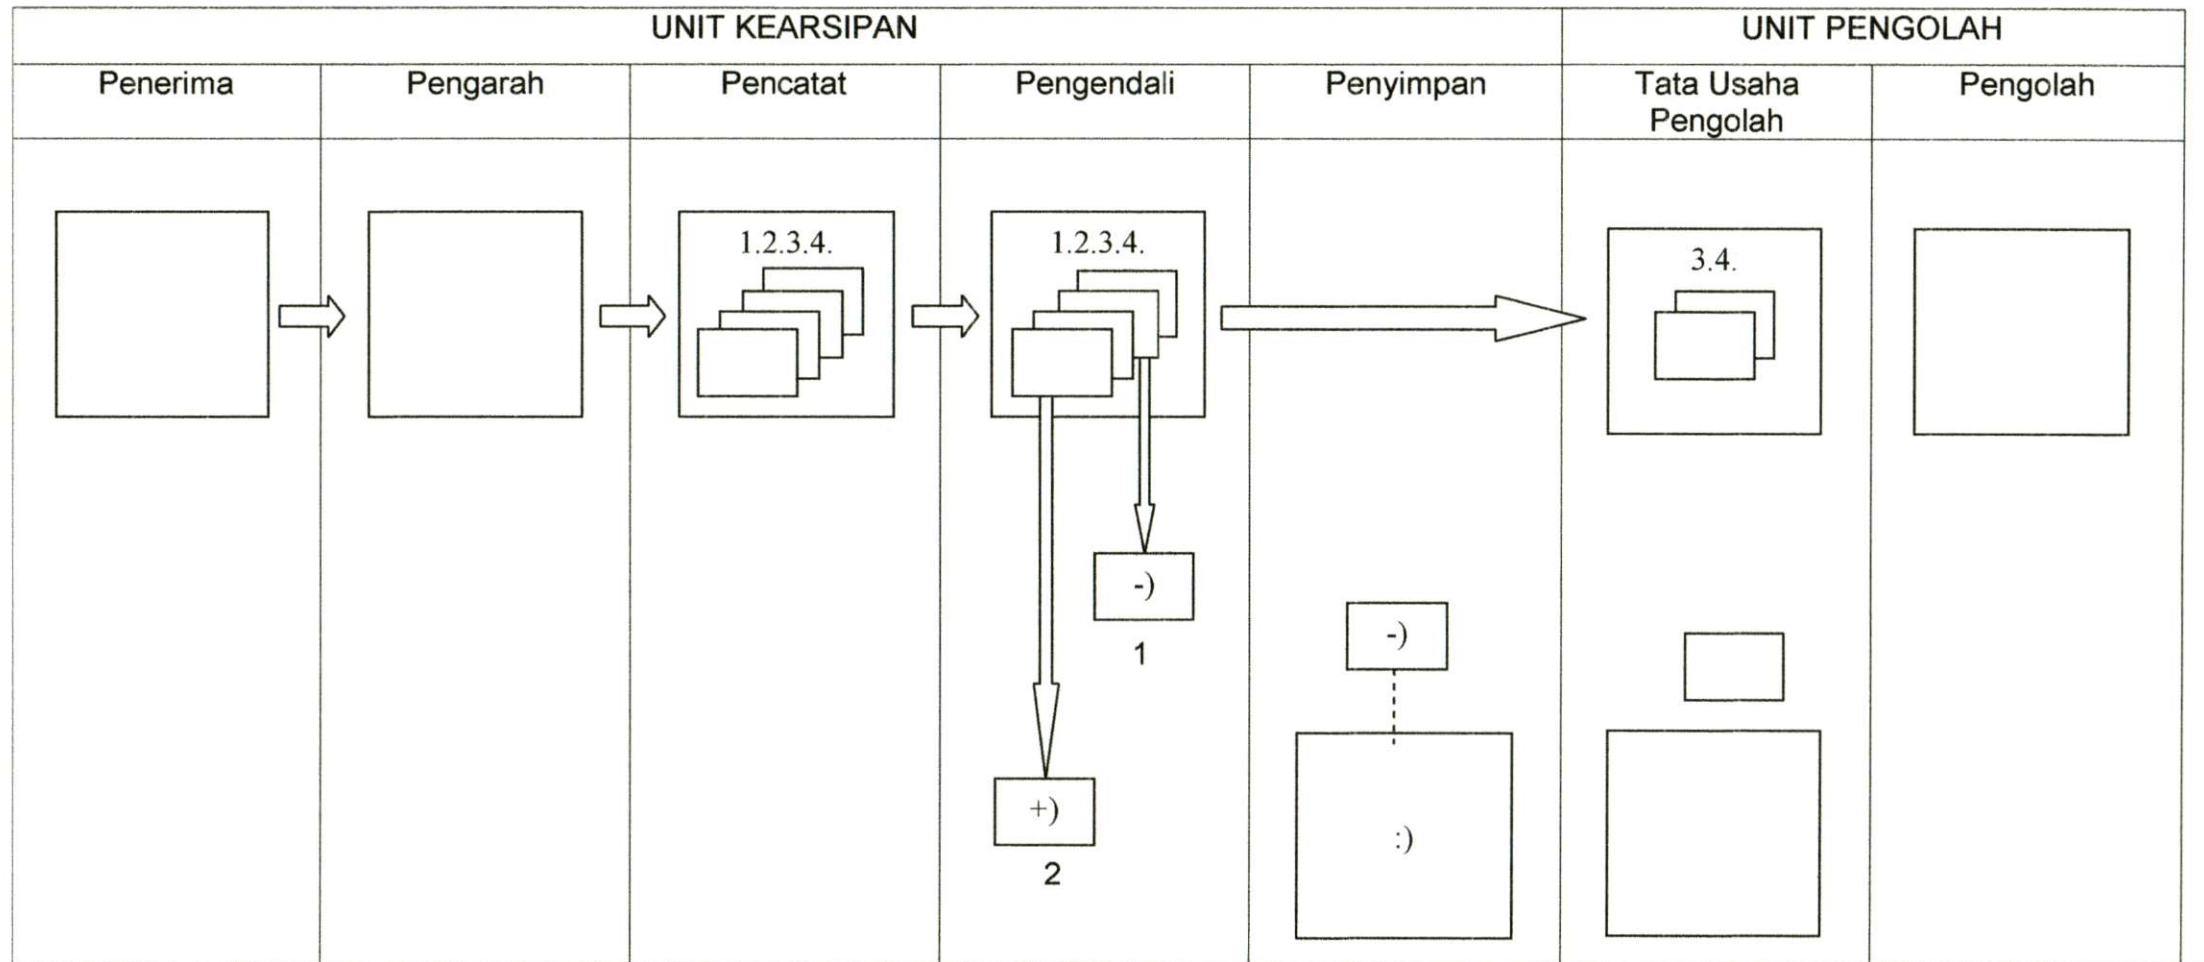 UNIT KEARSIPAN
UNIT PENGOLAH
Penerima
Pengarah
Pencatat
Pengendali
Penyimpan
Tata Usaha
Pengolah
Pengolah
1.2.3.4.
1.2.3.4.
3.4.
-)
1
-)
+)
2
:)